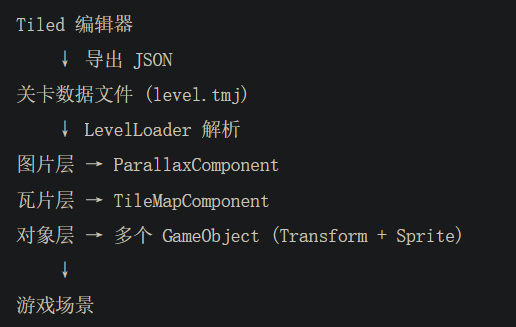 Tiled 编辑器
↓ 导出 JSON
关卡数据文件 (level.tmj)
↓ LevelLoader 解析
图片层 → ParallaxComponent
瓦片层 → TileMapComponent
对象层 → 多个 GameObject (Transform + Sprite)
↓
游戏场景